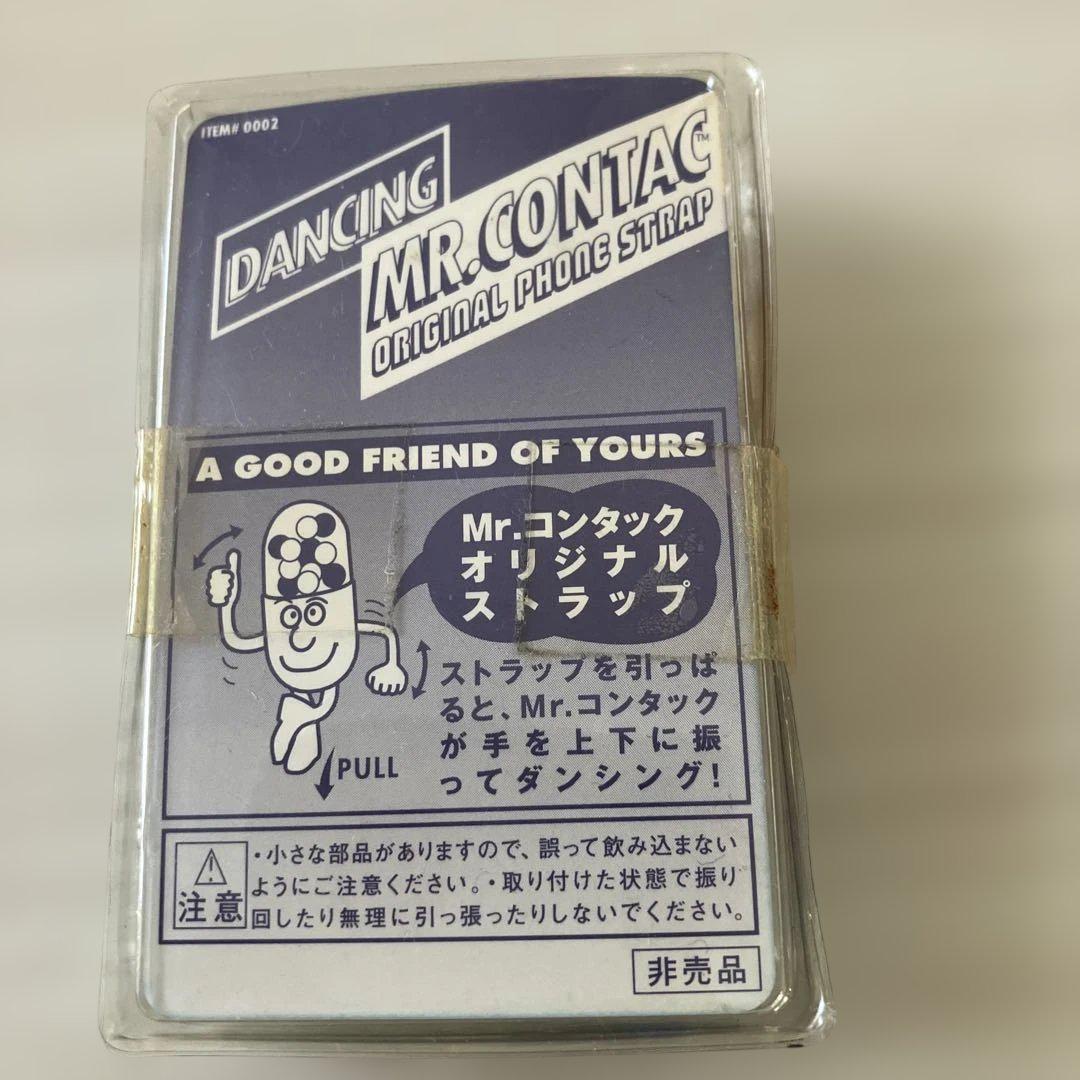 ITEM# 0002
DANCING
MR.CONTAC™
ORIGINAL PHONE STRAP
A GOOD FRIEND OF YOURS
Mr.コンタック
オリジナル
ストラップ
ストラップを引っぱ
ると、Mr.コンタック
が手を上下に振
ってダンシング!
PULL
・小さな部品がありますので、誤って飲み込まない
ようにご注意ください。・取り付けた状態で振り
回したり無理に引っ張ったりしないでください。
注意
非売品